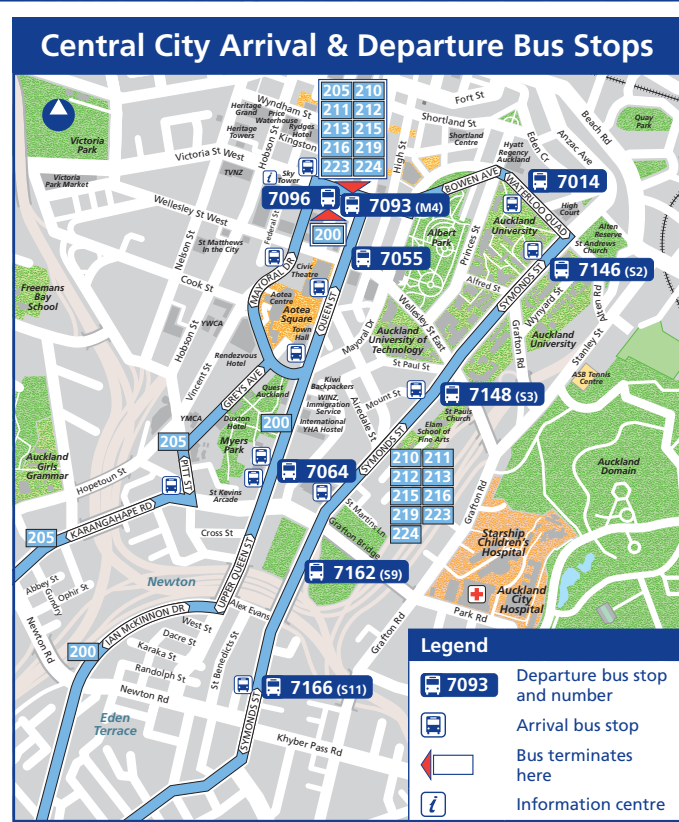 Central City Arrival & Departure Bus Stops
Victoria
Park
Victoria
Park Market
Heritage
Grand
Heritage
Towers
Price
Waterhouse
Rydges
Hotel
Wyndham St
Kingston
Hobson St
Victoria St West
TVNZ
Sky
Tower
205 210
211 212
213 215
216 219
223 224
Fort St
Shortland St
Shortland
Centre
High St
Hyatt
Regency
Auckland
Eden Cr
Anzac Ave
Beach Rd
Quay
Park
BOWEN AVE
WATERLOO QUAD
7014
High
Court
7096
7093 (M4)
200
7055
Wellesley St West
Federal St
St Matthews
In the City
Nelson St
Cook St
MAYORAL DR
Civic
Theatre
Aotea
Centre
Aotea
Square
Town
Hall
QUEEN ST
Albert
Park
Princes St
Auckland
University
Alten
Reserve
St Andrews
Church
7146 (S2)
SYMONDS ST
Alfred St
Wynyard St
Alten Rd
Grafton Rd
Auckland
University
Stanley St
ASB Tennis
Centre
Freemans
Bay
School
YWCA
Hobson St
Vincent St
Rendezvous
Hotel
Mayoral Dr
Wellesley St East
Auckland
University of
Technology
St Paul St
Mount St
Airedale St
7148 (S3)
St Pauls
Church
Elam
School of
Fine Arts
GREYS AVE
Quest
Auckland
Kiwi
Backpackers
WINZ,
Immigration
Service
International
YHA Hostel
YMCA
Duxton
Hotel
200
Myers
Park
205
PITT ST
SYMONDS ST
210 211
212 213
215 216
219 223
224
Auckland
Girls
Grammar
Hopetoun St
KARANGAHAPE RD
205
St Kevins
Arcade
7064
St Martins Ln
Grafton Bridge
Cross St
Grafton Rd
Auckland
Domain
Starship
Children's
Hospital
Auckland
City
Hospital
Park Rd
Abbey St
Gundry
Ophir St
Newton Rd
Newton
UPPER QUEEN ST
7162 (S9)
Alex Evans
IAN MCKINNON DR
200
West St
Dacre St
Karaka St
Randolph St
Newton Rd
St Benedicts St
Grafton Rd
7166 (S11)
SYMONDS ST
Khyber Pass Rd
Eden
Terrace
Legend
7093 Departure bus stop
and number
Arrival bus stop
Bus terminates
here
i Information centre